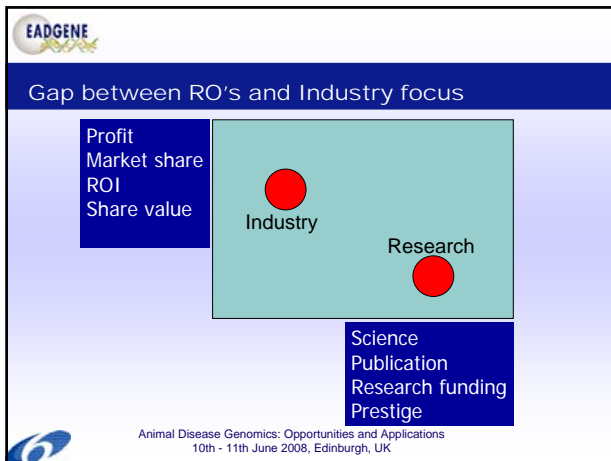 EADGENE
Gap between RO's and Industry focus
Profit
Market share
ROI
Share value
Industry
Research
Science
Publication
Research funding
Prestige
Animal Disease Genomics: Opportunities and Applications
10th - 11th June 2008, Edinburgh, UK
6